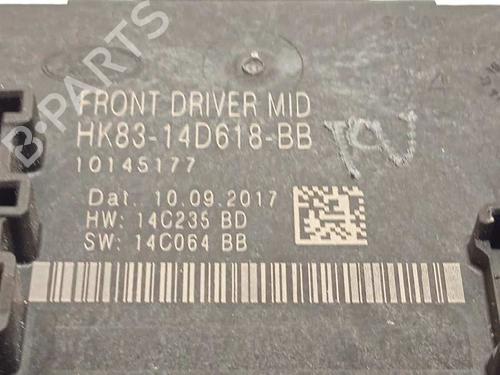 FRONT DRIVER MID
HK83-14D618-BB
10145177
Dat. 10.09.2017
HW: 14C235 BD
SW: 14C064 BB
B-PARTS